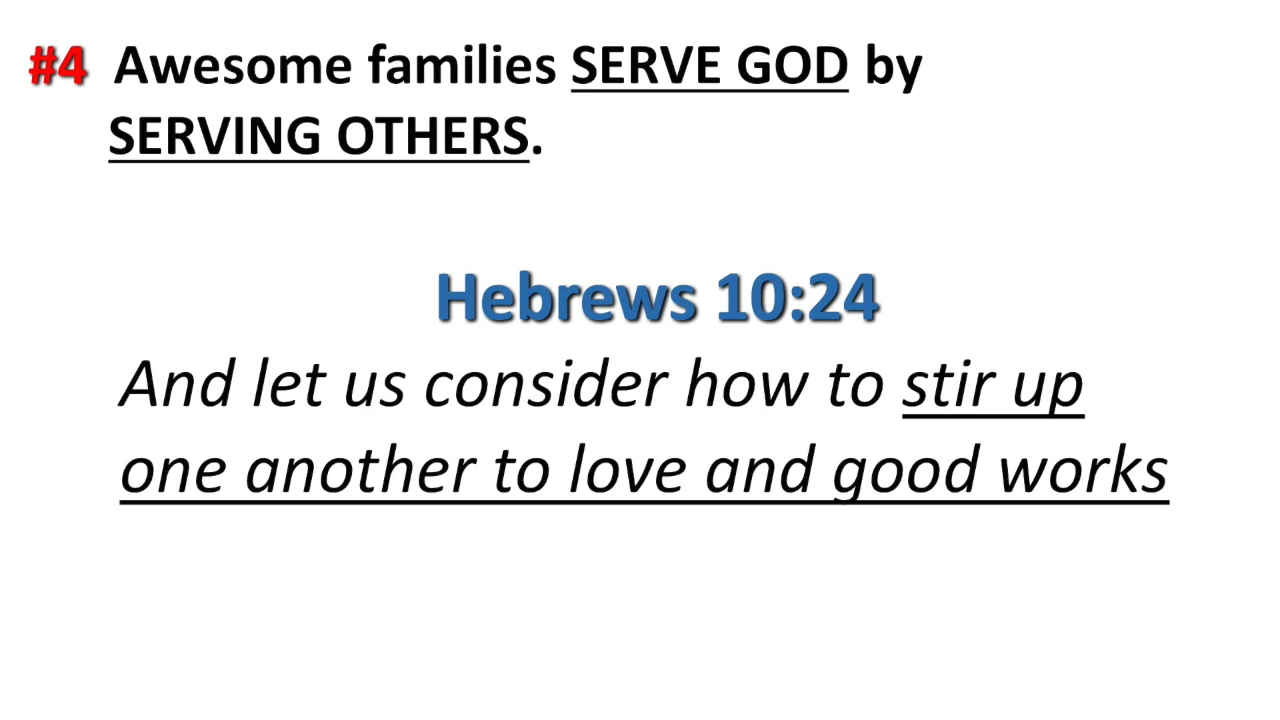 #4 Awesome families SERVE GOD by
SERVING OTHERS.
Hebrews 10:24
And let us consider how to stir up
one another to love and good works